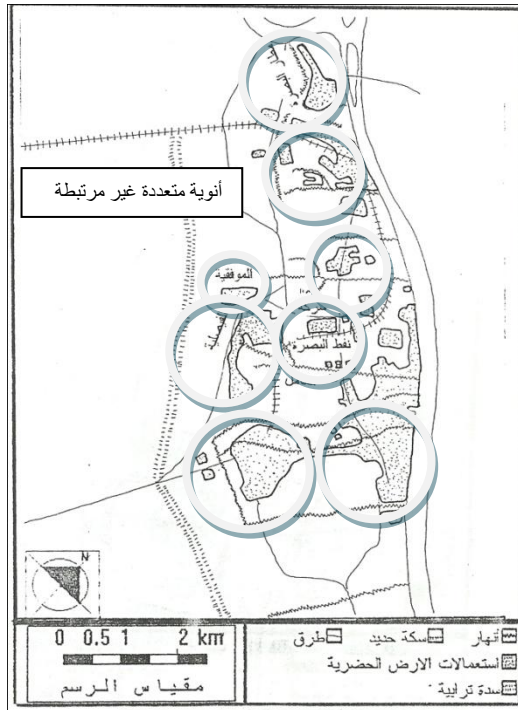 أنوية متعددة غير مرتبطة
الموفقية
نفط البصرة
N
0 0.5 1 2 km
مقياس الرسم
أنهار سكة حديد طرق
استعمالات الارض الحضرية
سدة ترابية